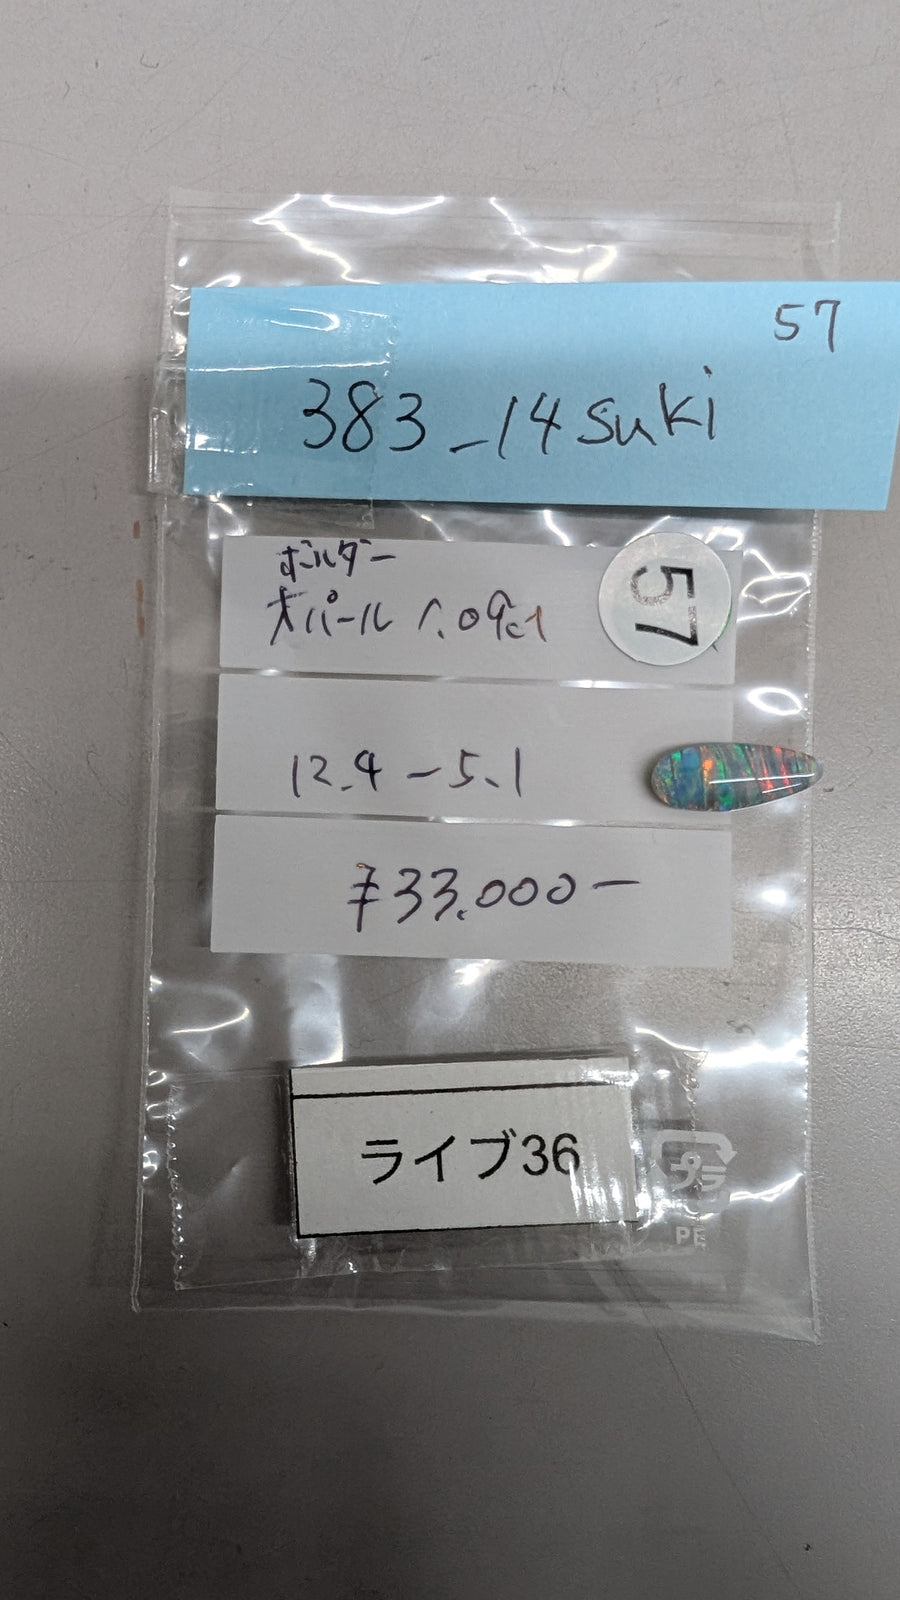 57
383_14suki
ボルダー
オパール 1.09ct
57
12.4-5.1
¥33,000-
ライブ36
プラ
PE